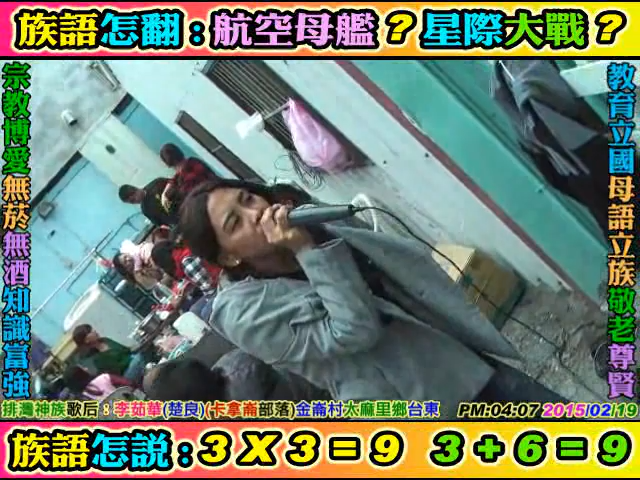 族語怎翻:航空母艦?星際大戰?
宗教博愛無菸無酒知識富強
教育立國母語立族敬老尊賢
排灣神族歌后:李茹華(楚良)(卡拿崙部落)金崙村太麻里鄉台東 PM:04:07 2015/02/19
族語怎説:3X3=9 3+6=9